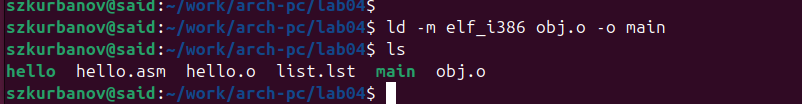 szkurbanov@said:~/work/arch-pc/lab04$
szkurbanov@said:~/work/arch-pc/lab04$ ld -m elf_i386 obj.o -o main
szkurbanov@said:~/work/arch-pc/lab04$ ls
hello  hello.asm  hello.o  list.lst  main  obj.o
szkurbanov@said:~/work/arch-pc/lab04$